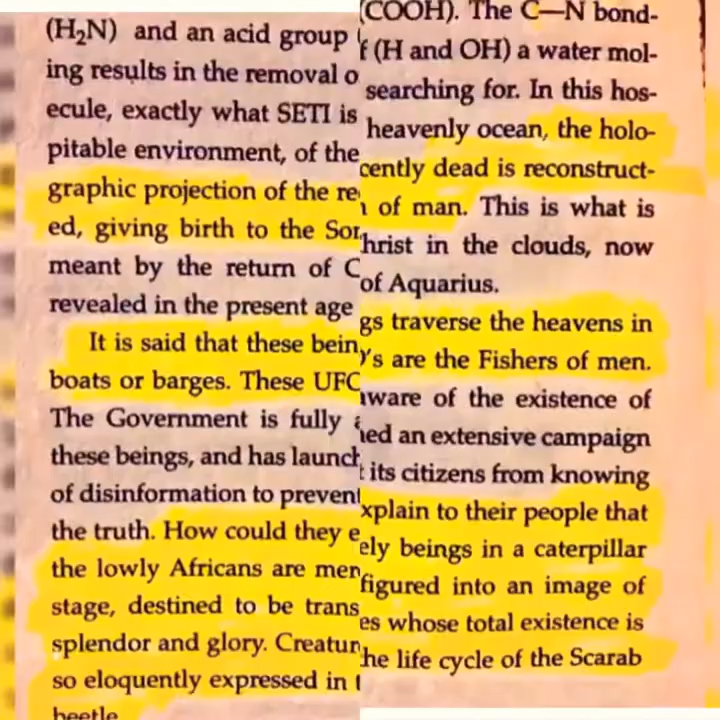 (H₂N) and an acid group (COOH). The C—N bond-
ing results in the removal of (H and OH) a water mol-
ecule, exactly what SETI is searching for. In this hos-
pitable environment, of the heavenly ocean, the holo-
graphic projection of the recently dead is reconstruct-
ed, giving birth to the Son of man. This is what is
meant by the return of Christ in the clouds, now
revealed in the present age of Aquarius.
It is said that these beings traverse the heavens in
boats or barges. These UFO's are the Fishers of men.
The Government is fully aware of the existence of
these beings, and has launched an extensive campaign
of disinformation to prevent its citizens from knowing
the truth. How could they explain to their people that
the lowly Africans are merely beings in a caterpillar
stage, destined to be transfigured into an image of
splendor and glory. Creatures whose total existence is
so eloquently expressed in the life cycle of the Scarab
beetle